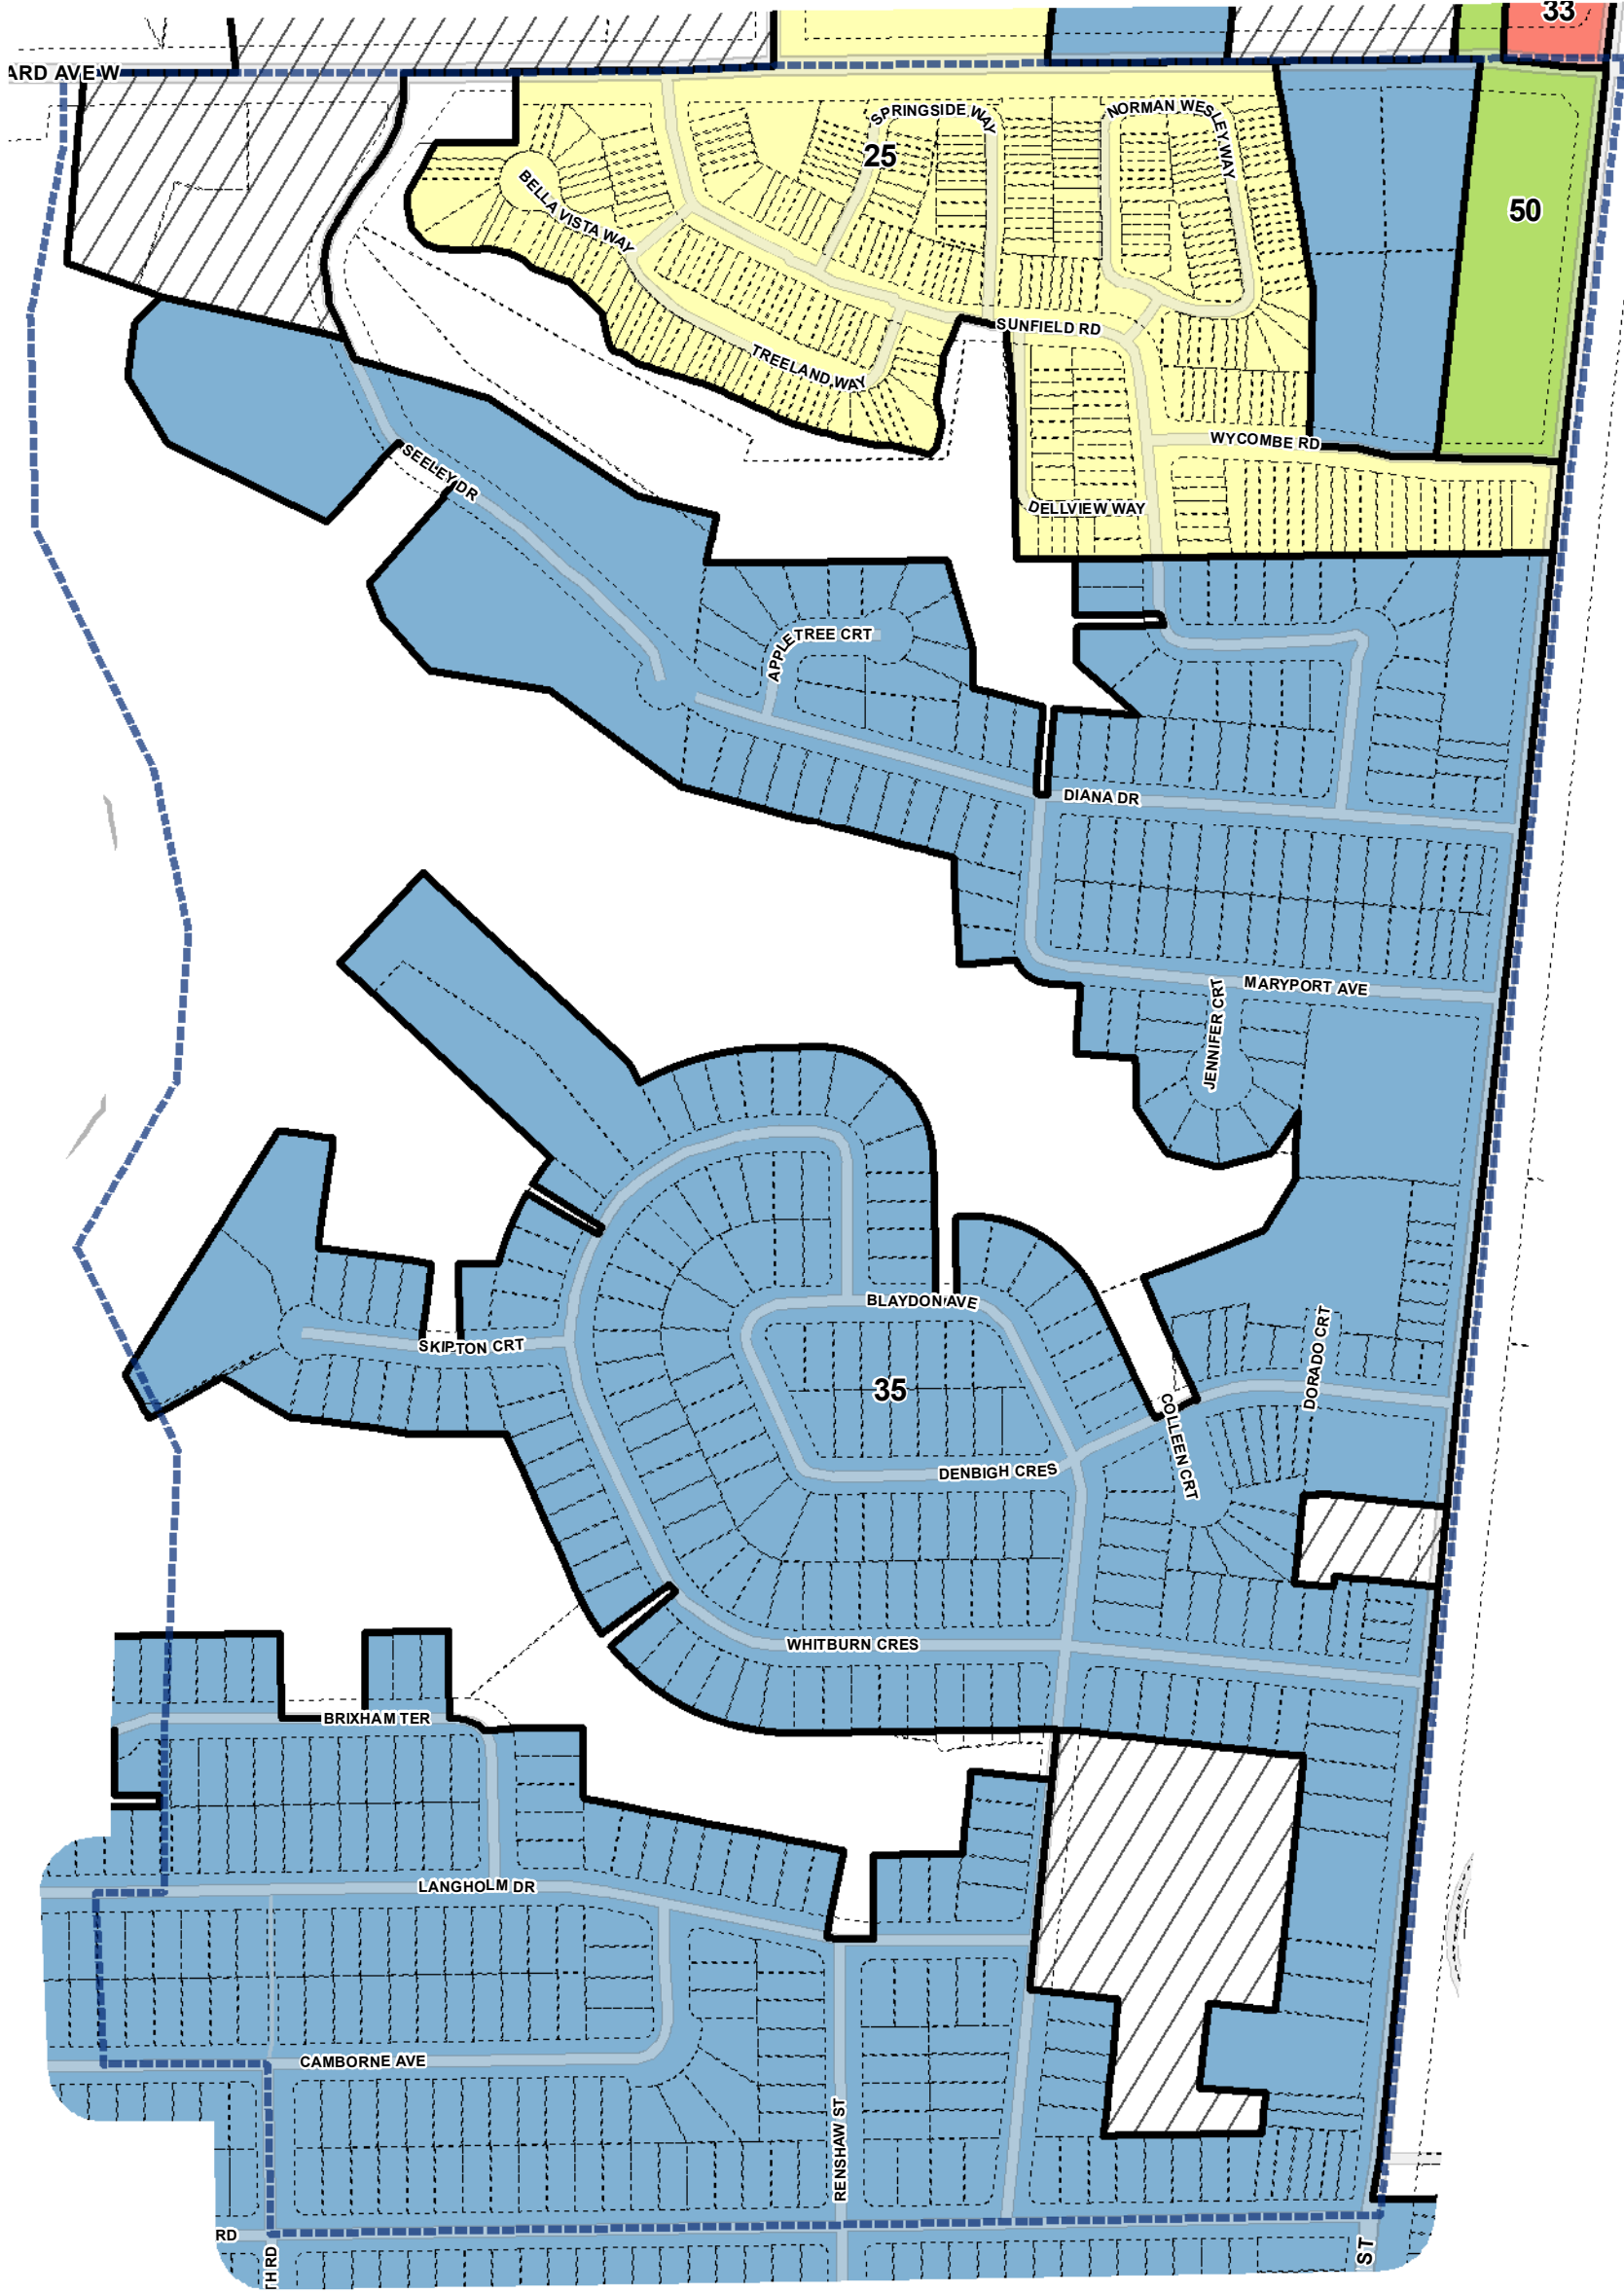 33
ARD AVE W
SPRINGSIDE WAY
NORMAN WESLEY WAY
25
BELLA VISTA WAY
50
SUNFIELD RD
TREELAND WAY
WYCOMBE RD
SEELEY DR
DELLVIEW WAY
APPLETREE CRT
DIANA DR
MARYPORT AVE
JENNIFER CRT
BLAYDON AVE
SKIPTON CRT
DORADO CRT
35
COLLEEN CRT
DENBIGH CRES
WHITBURN CRES
BRIXHAM TER
LANGHOLM DR
CAMBORNE AVE
RENSHAW ST
RD
TH RD
ST